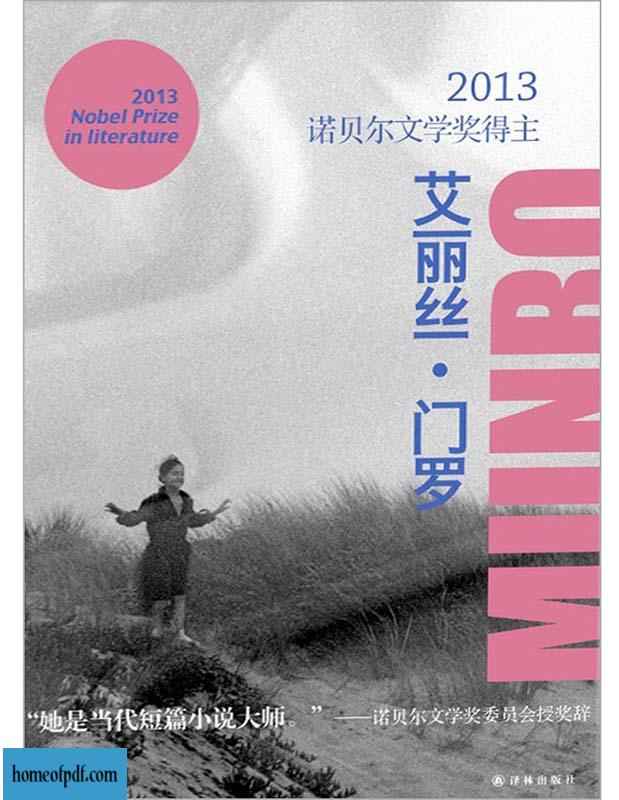 2013
Nobel Prize
in literature
2013
诺贝尔文学奖得主
艾丽丝·门罗
“她是当代短篇小说大师。”——诺贝尔文学奖委员会授奖辞
译林出版社
homeofpdf.com